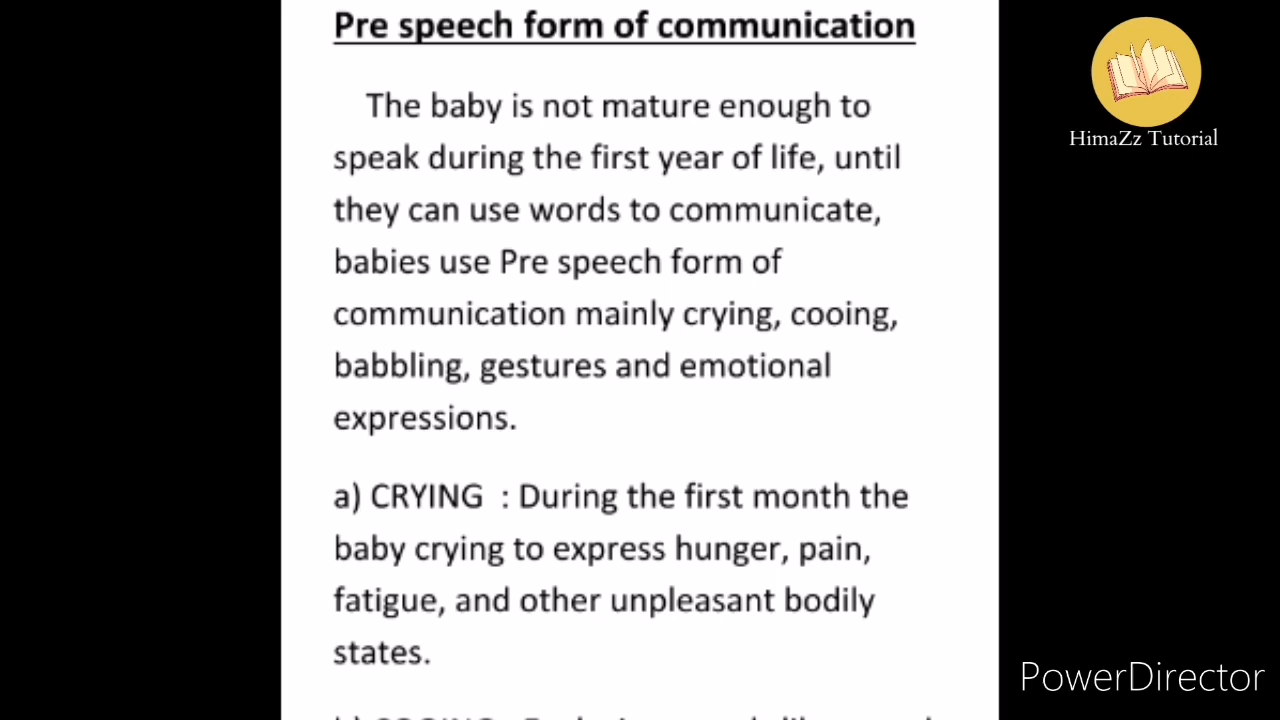 Pre speech form of communication
The baby is not mature enough to
speak during the first year of life, until
they can use words to communicate,
babies use Pre speech form of
communication mainly crying, cooing,
babbling, gestures and emotional
expressions.
a) CRYING : During the first month the
baby crying to express hunger, pain,
fatigue, and other unpleasant bodily
states.
HimaZz Tutorial
PowerDirector